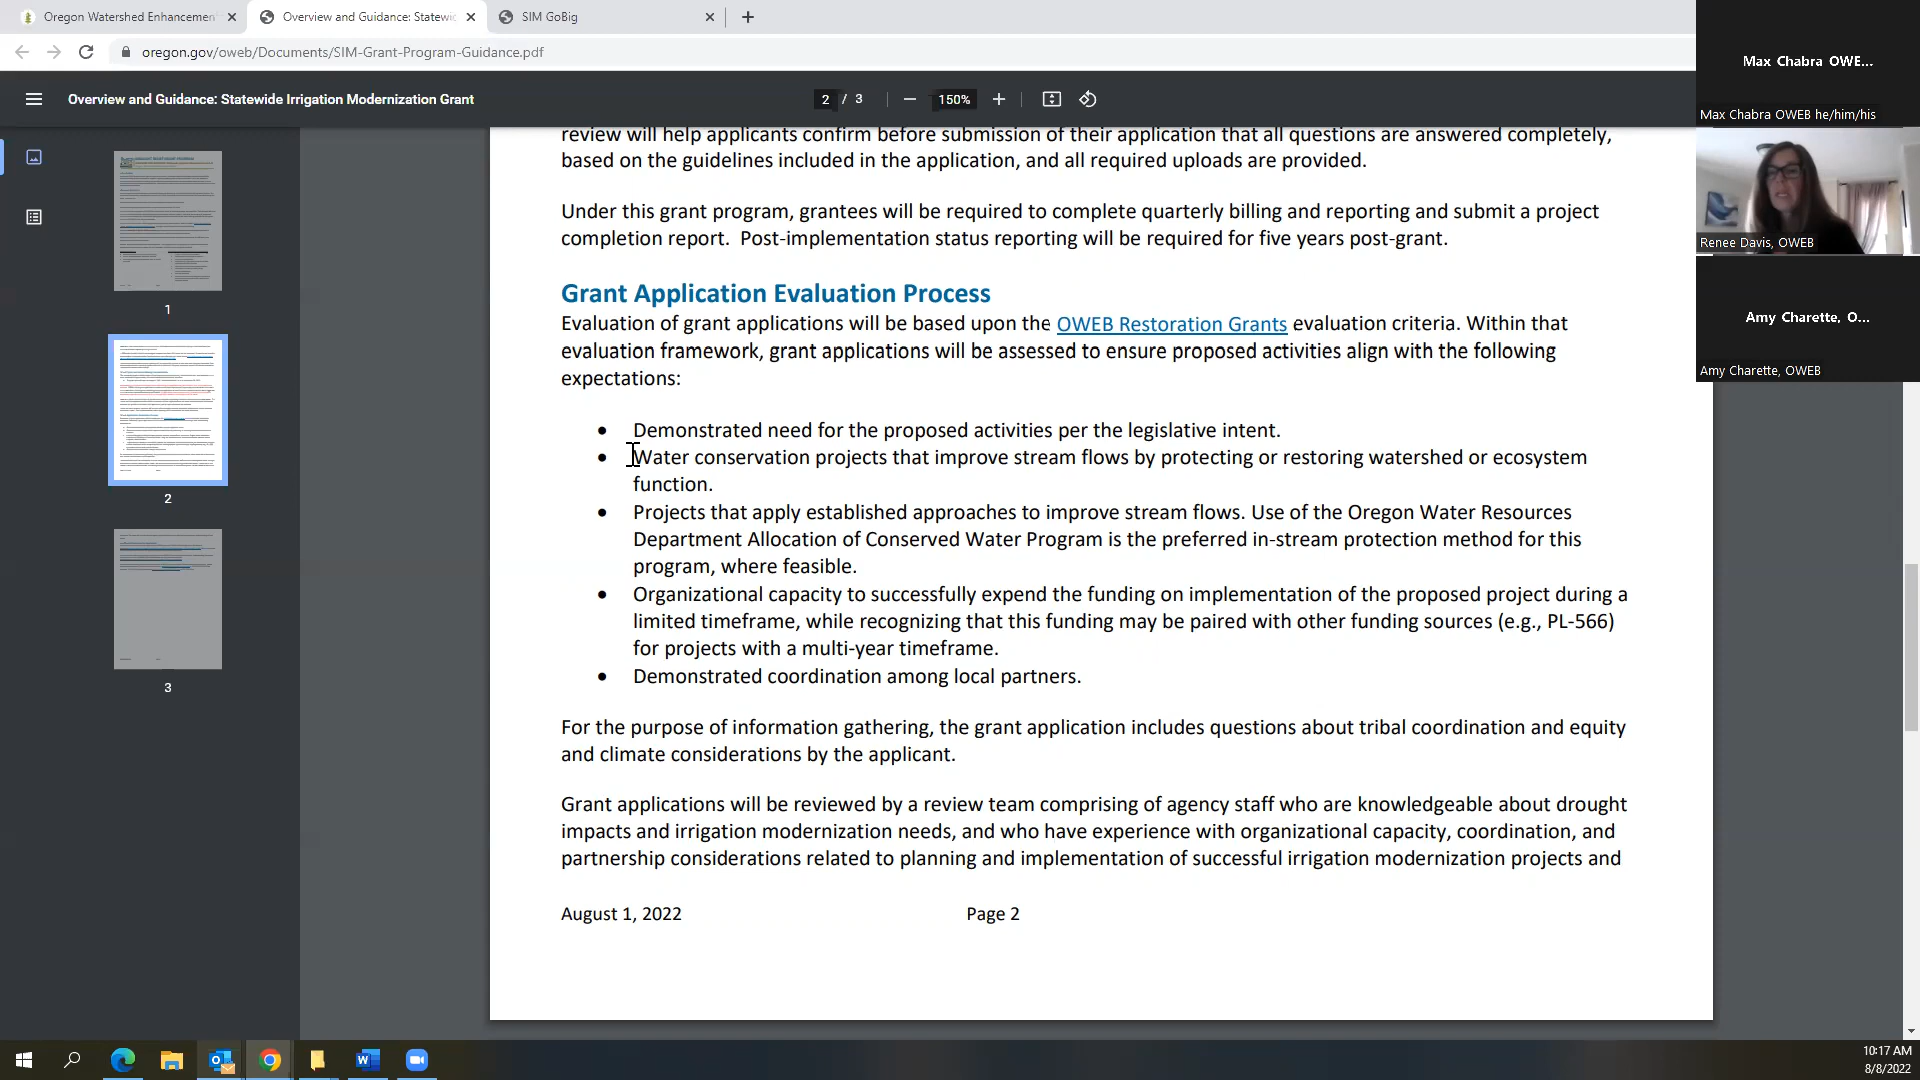 Oregon Watershed Enhancement
Overview and Guidance: Statewid
SIM GoBig
oregon.gov/oweb/Documents/SIM-Grant-Program-Guidance.pdf
Overview and Guidance: Statewide Irrigation Modernization Grant
2 / 3
150%
1
2
3
review will help applicants confirm before submission of their application that all questions are answered completely,
based on the guidelines included in the application, and all required uploads are provided.
Under this grant program, grantees will be required to complete quarterly billing and reporting and submit a project
completion report. Post-implementation status reporting will be required for five years post-grant.
Grant Application Evaluation Process
Evaluation of grant applications will be based upon the OWEB Restoration Grants evaluation criteria. Within that
evaluation framework, grant applications will be assessed to ensure proposed activities align with the following
expectations:
• Demonstrated need for the proposed activities per the legislative intent.
• Water conservation projects that improve stream flows by protecting or restoring watershed or ecosystem
function.
• Projects that apply established approaches to improve stream flows. Use of the Oregon Water Resources
Department Allocation of Conserved Water Program is the preferred in-stream protection method for this
program, where feasible.
• Organizational capacity to successfully expend the funding on implementation of the proposed project during a
limited timeframe, while recognizing that this funding may be paired with other funding sources (e.g., PL-566)
for projects with a multi-year timeframe.
• Demonstrated coordination among local partners.
For the purpose of information gathering, the grant application includes questions about tribal coordination and equity
and climate considerations by the applicant.
Grant applications will be reviewed by a review team comprising of agency staff who are knowledgeable about drought
impacts and irrigation modernization needs, and who have experience with organizational capacity, coordination, and
partnership considerations related to planning and implementation of successful irrigation modernization projects and
August 1, 2022 Page 2
Max Chabra OWE...
Max Chabra OWEB he/him/his
Renee Davis, OWEB
Amy Charette, O...
Amy Charette, OWEB
10:17 AM
8/8/2022